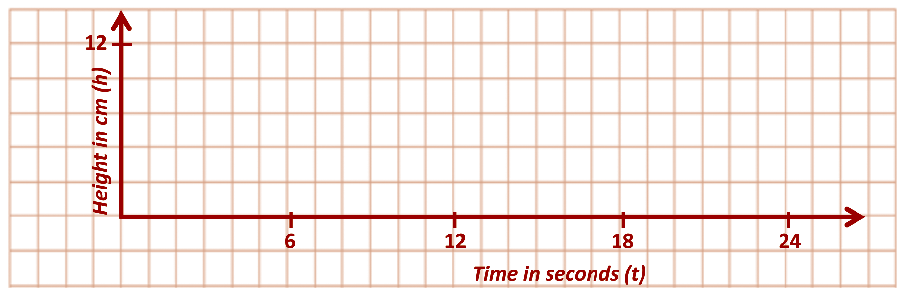 12
Height in cm (h)
6 12 18 24
Time in seconds (t)